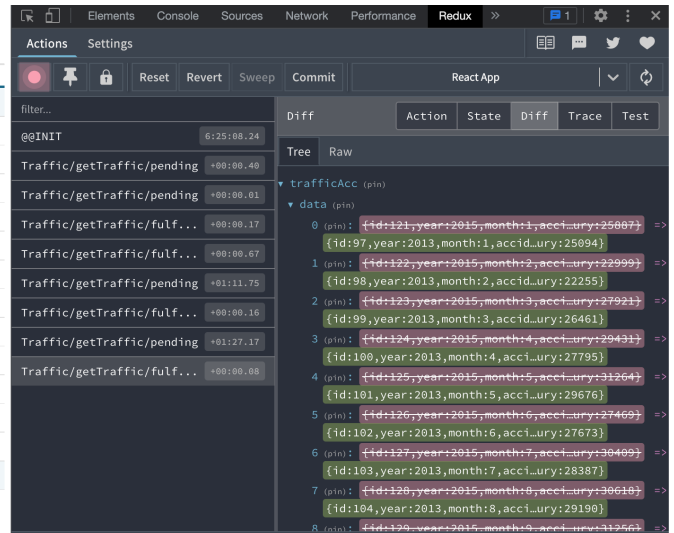 Elements Console Sources Network Performance Redux » 1
Actions Settings
Reset Revert Sweep Commit React App
filter...
@@INIT 6:25:08.24
Traffic/getTraffic/pending +00:00.40
Traffic/getTraffic/pending +00:00.01
Traffic/getTraffic/fulf... +00:00.17
Traffic/getTraffic/fulf... +00:00.67
Traffic/getTraffic/pending +01:11.75
Traffic/getTraffic/fulf... +00:00.16
Traffic/getTraffic/pending +01:27.17
Traffic/getTraffic/fulf... +00:00.08
Diff Action State Diff Trace Test
Tree Raw
trafficAcc (pin)
data (pin)
0 (pin): {id:121,year:2015,month:1,acci…ury:25887} =>
{id:97,year:2013,month:1,accid…ury:25094}
1 (pin): {id:122,year:2015,month:2,acci…ury:22999} =>
{id:98,year:2013,month:2,accid…ury:22255}
2 (pin): {id:123,year:2015,month:3,acci…ury:27921} =>
{id:99,year:2013,month:3,accid…ury:26461}
3 (pin): {id:124,year:2015,month:4,acci…ury:29431} =>
{id:100,year:2013,month:4,acci…ury:27795}
4 (pin): {id:125,year:2015,month:5,acci…ury:31264} =>
{id:101,year:2013,month:5,acci…ury:29676}
5 (pin): {id:126,year:2015,month:6,acci…ury:27469} =>
{id:102,year:2013,month:6,acci…ury:27673}
6 (pin): {id:127,year:2015,month:7,acci…ury:30409} =>
{id:103,year:2013,month:7,acci…ury:28387}
7 (pin): {id:128,year:2015,month:8,acci…ury:30618} =>
{id:104,year:2013,month:8,acci…ury:29190}
8 (pin): {id:129,year:2015,month:9,acci…ury:31256} =>